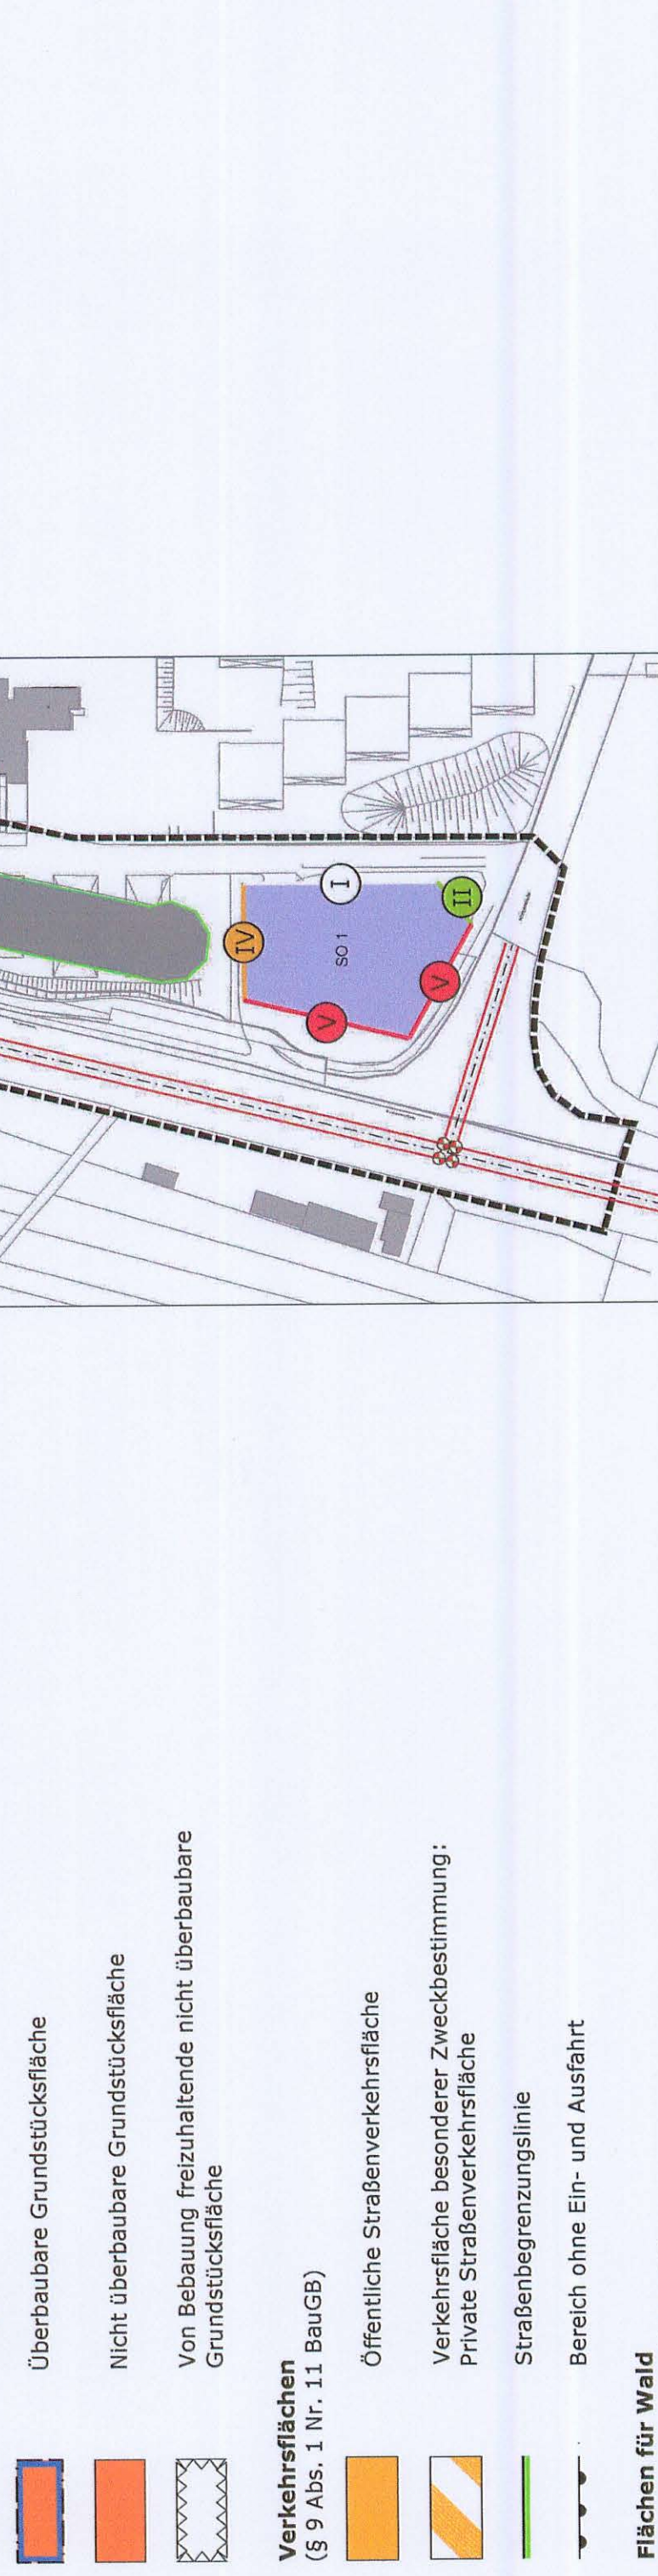 Überbaubare Grundstücksfläche
Nicht überbaubare Grundstücksfläche
Von Bebauung freizuhaltende nicht überbaubare
Grundstücksfläche
Verkehrsflächen
(§ 9 Abs. 1 Nr. 11 BauGB)
Öffentliche Straßenverkehrsfläche
Verkehrsfläche besonderer Zweckbestimmung:
Private Straßenverkehrsfläche
Straßenbegrenzungslinie
Bereich ohne Ein- und Ausfahrt
Flächen für Wald
IV
I
SO 1
V
V
II